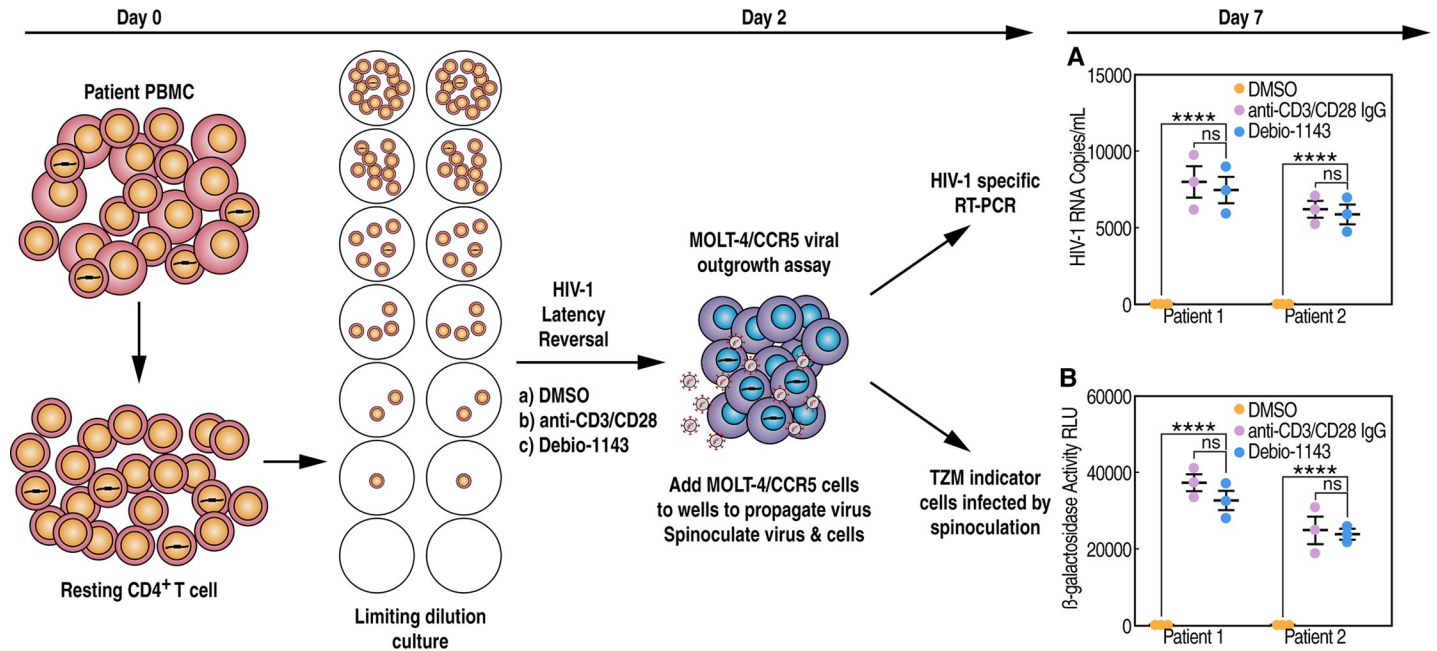 Day 0
Day 2
Day 7
Patient PBMC
Resting CD4+ T cell
Limiting dilution
culture
HIV-1
Latency
Reversal
a) DMSO
b) anti-CD3/CD28
c) Debio-1143
MOLT-4/CCR5 viral
outgrowth assay
Add MOLT-4/CCR5 cells
to wells to propagate virus
Spinoculate virus & cells
HIV-1 specific
RT-PCR
TZM indicator
cells infected by
spinoculation
A
HIV-1 RNA Copies/mL
15000
10000
5000
0
DMSO
anti-CD3/CD28 IgG
Debio-1143
****
ns
****
ns
Patient 1
Patient 2
B
ß-galactosidase Activity RLU
60000
40000
20000
0
DMSO
anti-CD3/CD28 IgG
Debio-1143
****
ns
****
ns
Patient 1
Patient 2